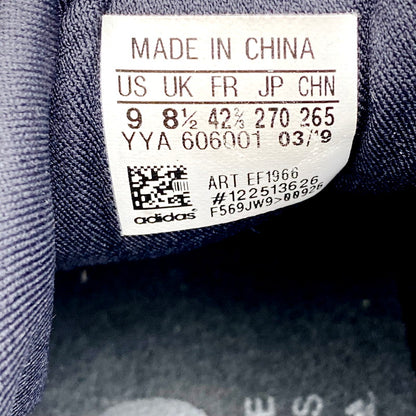 MADE IN CHINA
US UK FR JP CHN
9 8½ 42⅔ 270 265
YYA 606001 03/19
ART EF1966
#122513626
F569JW9>00926
adidas
E
S